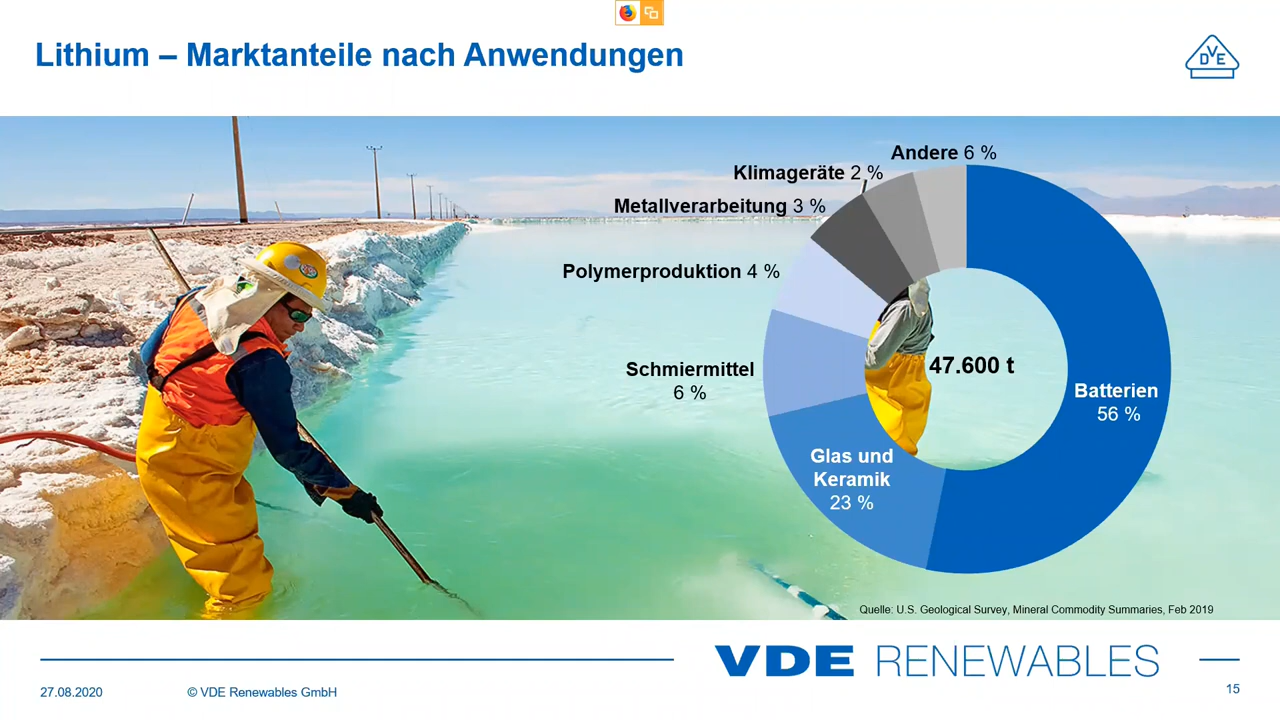 Lithium – Marktanteile nach Anwendungen
DVE
Andere 6 %
Klimageräte 2 %
Metallverarbeitung 3 %
Polymerproduktion 4 %
Schmiermittel
6 %
47.600 t
Batterien
56 %
Glas und
Keramik
23 %
Quelle: U.S. Geological Survey, Mineral Commodity Summaries, Feb 2019
VDE RENEWABLES
27.08.2020
© VDE Renewables GmbH
15